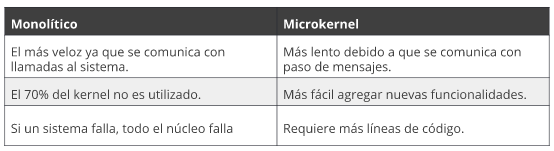 Monolítico
Microkernel
El más veloz ya que se comunica con
llamadas al sistema.
Más lento debido a que se comunica con
paso de mensajes.
El 70% del kernel no es utilizado.
Más fácil agregar nuevas funcionalidades.
Si un sistema falla, todo el núcleo falla
Requiere más líneas de código.